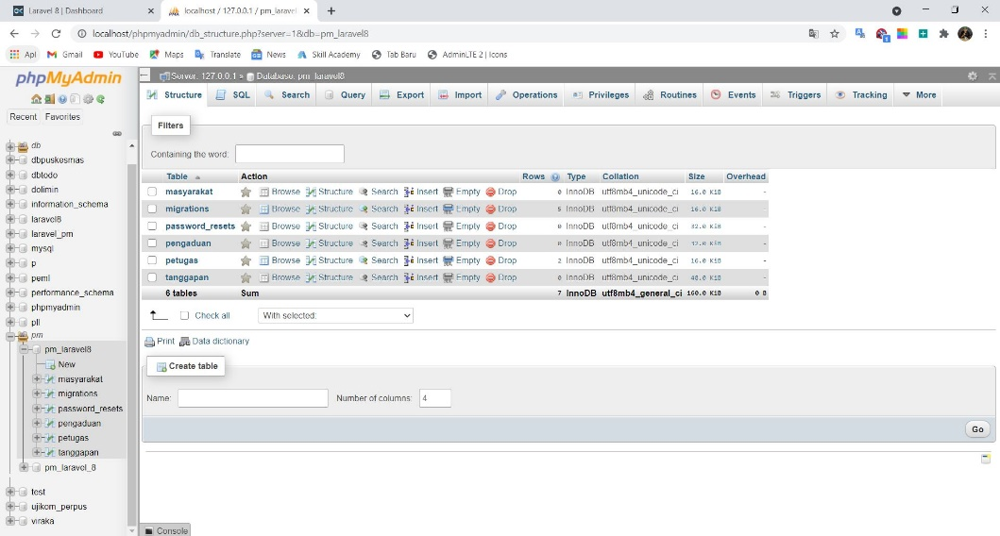 Laravel 8 | Dashboard
localhost / 127.0.0.1 / pm_laravel
localhost/phpmyadmin/db_structure.php?server=1&db=pm_laravel8
Apl Gmail YouTube Maps Translate News Skill Academy Tab Baru AdminLTE 2 | Icons
phpMyAdmin
Recent Favorites
db
dbpuskesmas
dbtodo
dolimin
information_schema
laravel8
laravel_pm
mysql
p
peml
performance_schema
phpmyadmin
pll
pm
pm_laravel8
New
masyarakat
migrations
password_resets
pengaduan
petugas
tanggapan
pm_laravel_8
test
ujikom_perpus
viraka
Server: 127.0.0.1 » Database: pm_laravel8
Structure SQL Search Query Export Import Operations Privileges Routines Events Triggers Tracking More
Filters
Containing the word:
Table Action Rows Type Collation Size Overhead
masyarakat Browse Structure Search Insert Empty Drop 0 InnoDB utf8mb4_unicode_ci 16.0 KiB -
migrations Browse Structure Search Insert Empty Drop 5 InnoDB utf8mb4_unicode_ci 16.0 KiB -
password_resets Browse Structure Search Insert Empty Drop 0 InnoDB utf8mb4_unicode_ci 32.0 KiB -
pengaduan Browse Structure Search Insert Empty Drop 0 InnoDB utf8mb4_unicode_ci 32.0 KiB -
petugas Browse Structure Search Insert Empty Drop 2 InnoDB utf8mb4_unicode_ci 16.0 KiB -
tanggapan Browse Structure Search Insert Empty Drop 0 InnoDB utf8mb4_unicode_ci 48.0 KiB -
6 tables Sum 7 InnoDB utf8mb4_general_ci 160.0 KiB 0 B
Check all With selected:
Print Data dictionary
Create table
Name: Number of columns: 4
Go
Console